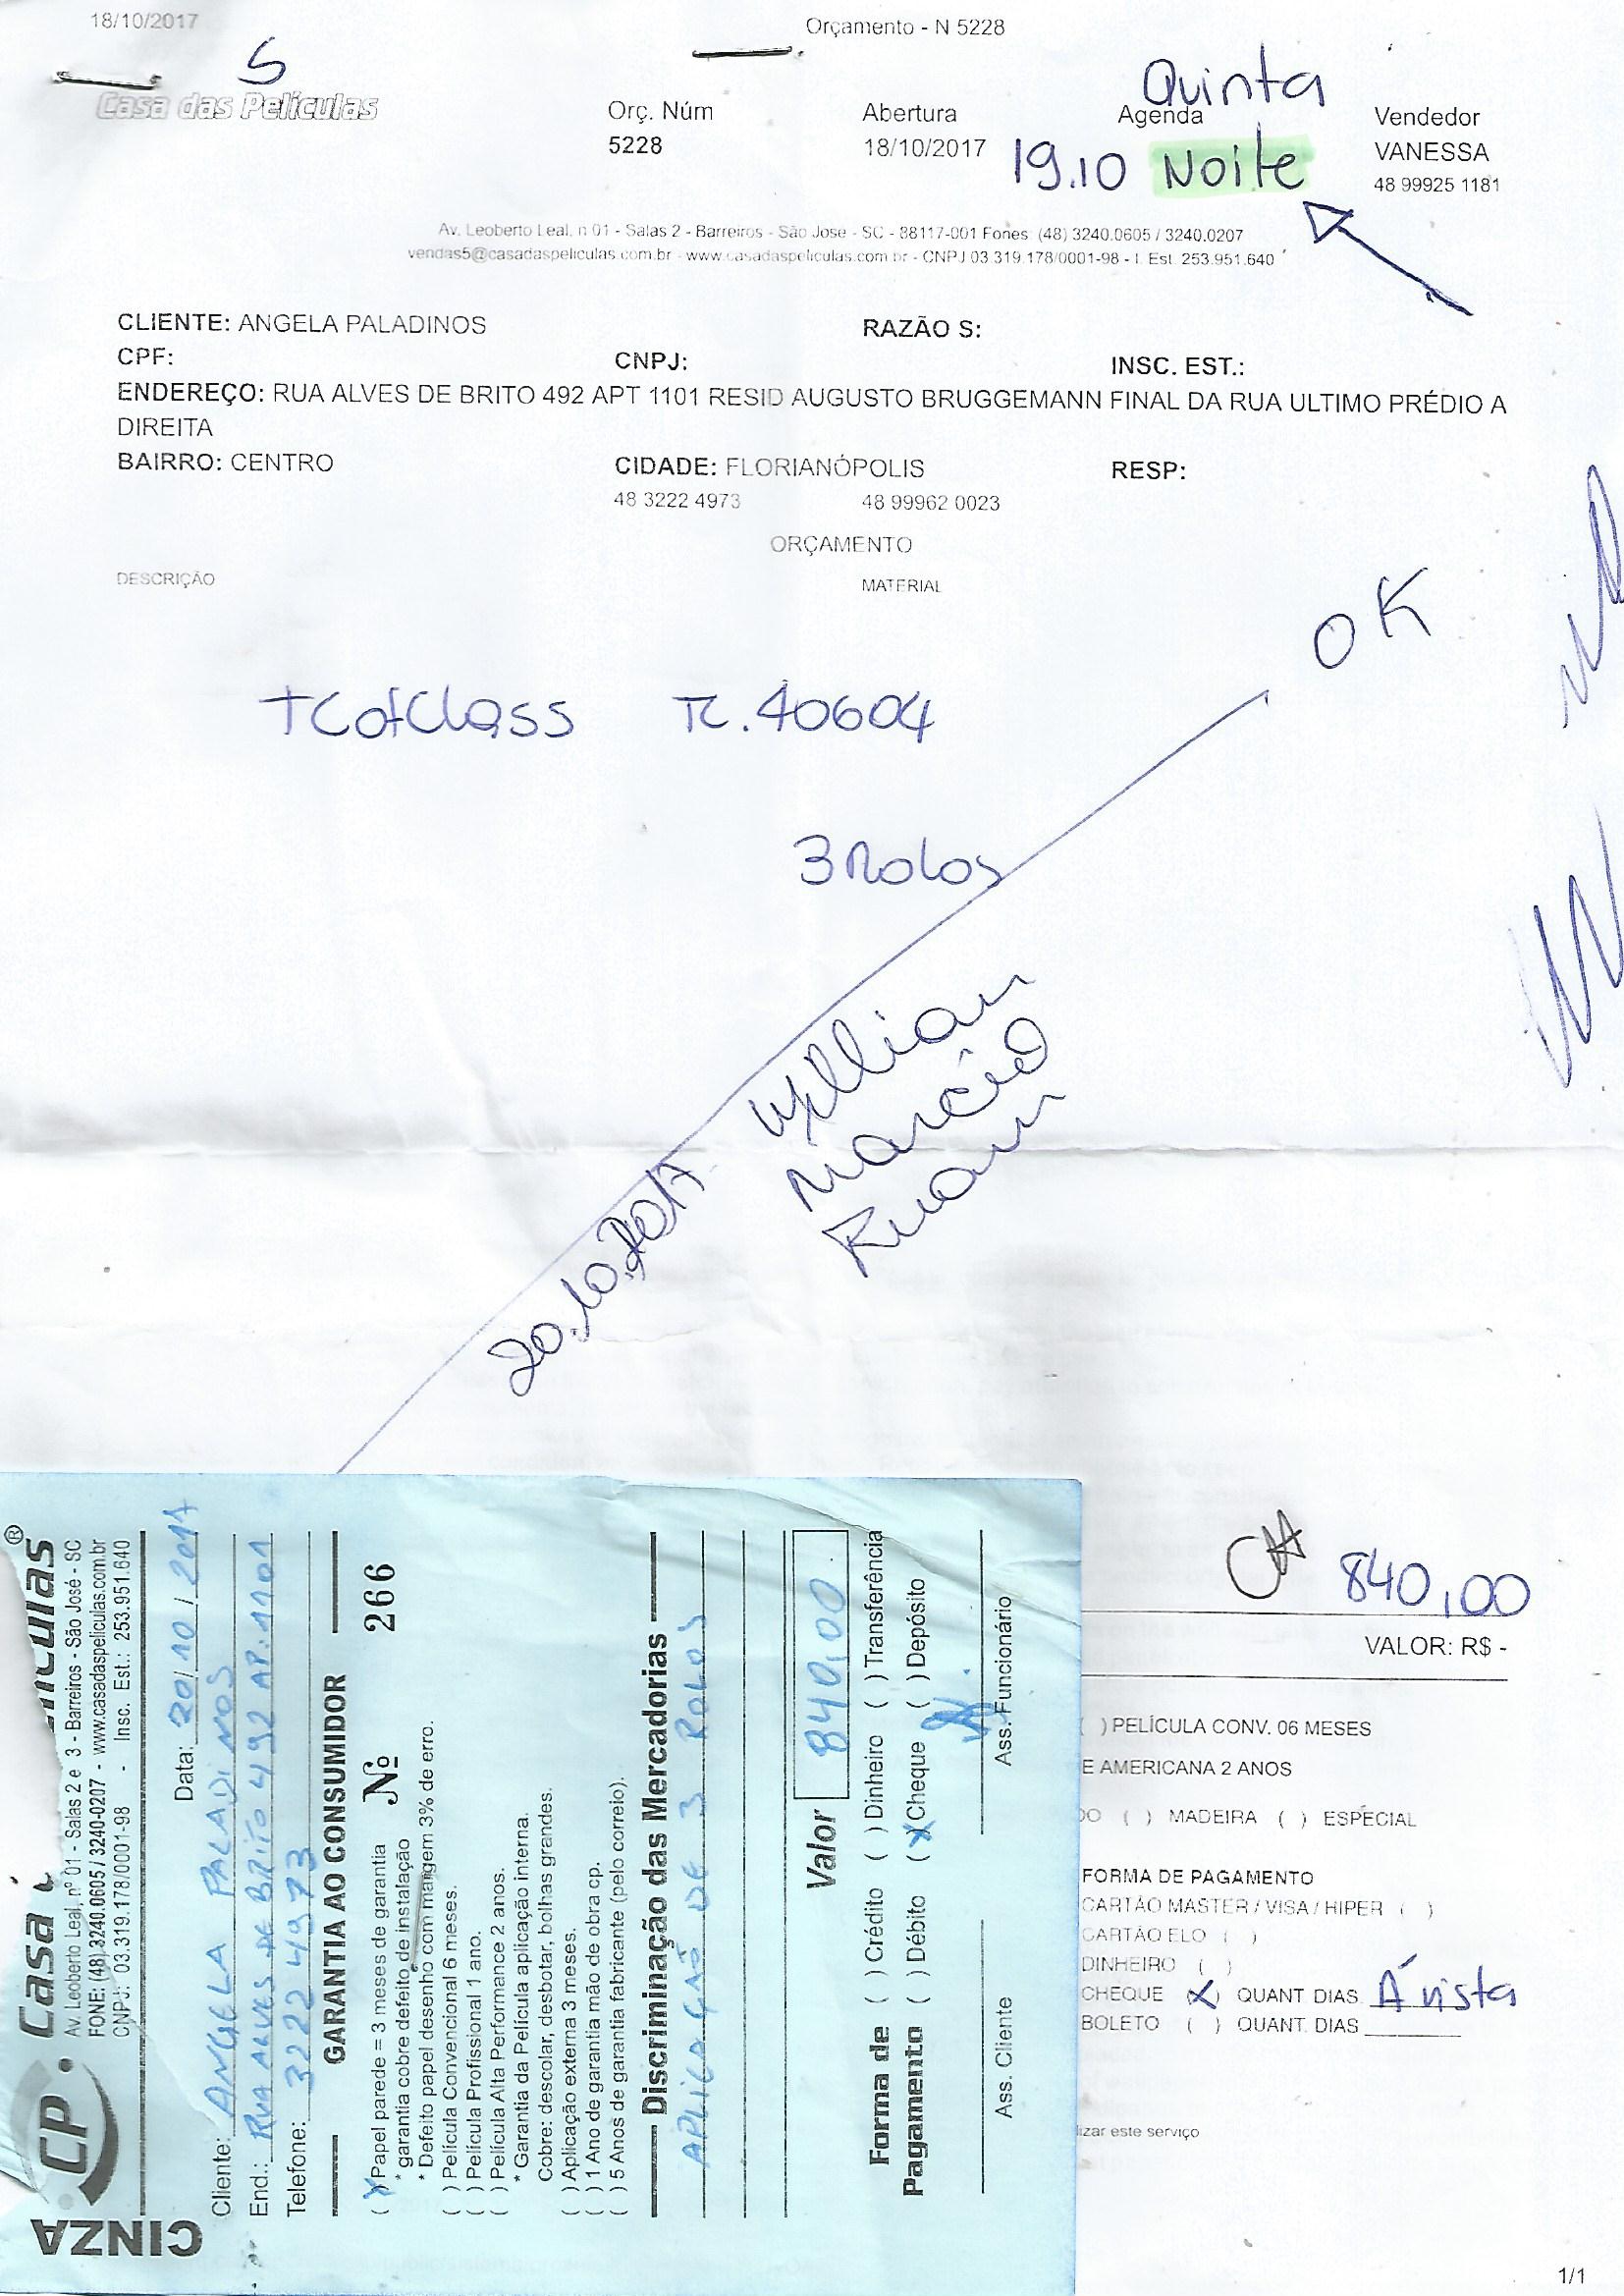 18/10/2017
Orçamento - N 5228
5
Casa das Películas
Quinta
Orç. Núm
Abertura
Agenda
Vendedor
5228
18/10/2017
19.10 Noite
VANESSA
48 99925 1181
Av. Leoberto Leal, n 01 - Salas 2 - Barreiros - São Jose - SC - 88117-001 Fones: (48) 3240.0605 / 3240.0207
vendas5@casadaspeliculas.com.br - www.casadaspeliculas.com.br - CNPJ 03.319.178/0001-98 - I. Est. 253.951.640
CLIENTE: ANGELA PALADINOS
RAZÃO S:
CPF:
CNPJ:
INSC. EST.:
ENDEREÇO: RUA ALVES DE BRITO 492 APT 1101 RESID AUGUSTO BRUGGEMANN FINAL DA RUA ULTIMO PRÉDIO A
DIREITA
BAIRRO: CENTRO
CIDADE: FLORIANÓPOLIS
RESP:
48 3222 4973
48 99962 0023
ORÇAMENTO
DESCRIÇÃO
MATERIAL
OK
TC. 40604
3 Rolos
20.10.2017
Wyllian
Marcio
Ruan
840,00
VALOR: R$ -
( ) PELÍCULA CONV. 06 MESES
E AMERICANA 2 ANOS
DO ( ) MADEIRA ( ) ESPECIAL
FORMA DE PAGAMENTO
CARTÃO MASTER / VISA / HIPER ( )
CARTÃO ELO ( )
DINHEIRO ( )
CHEQUE (X) QUANT. DIAS Á vista
BOLETO ( ) QUANT. DIAS
izar este serviço
1/1
CINZA
CP. Casa
ículas®
Av. Leoberto Leal, nº 01 - Salas 2 e 3 - Barreiros - São José - SC
FONE: (48) 3240.0605 / 3240-0207 - www.casadaspeliculas.com.br
CNPJ: 03.319.178/0001-98 - Insc. Est.: 253.951.640
Data: 20/10/2017
Cliente: ANGELA PALADINOS
End.: RUA ALVES DE BRITO 492 AP. 1101
Telefone: 3222 4973
GARANTIA AO CONSUMIDOR
(X) Papel parede = 3 meses de garantia
Nº 266
* garantia cobre defeito de instalação
* Defeito papel desenho com margem 3% de erro.
( ) Película Convencional 6 meses.
( ) Película Profissional 1 ano.
( ) Película Alta Performance 2 anos.
* Garantia da Película aplicação interna.
Cobre: descolar, desbotar, bolhas grandes.
( ) Aplicação externa 3 meses.
( ) 1 Ano de garantia mão de obra cp.
( ) 5 Anos de garantia fabricante (pelo correio).
Discriminação das Mercadorias
APLICAÇÃO DE 3 ROLOS
Valor 840,00
Forma de Pagamento
( ) Crédito ( ) Dinheiro ( ) Transferência
( ) Débito (X) Cheque ( ) Depósito
Ass. Cliente
Ass. Funcionário